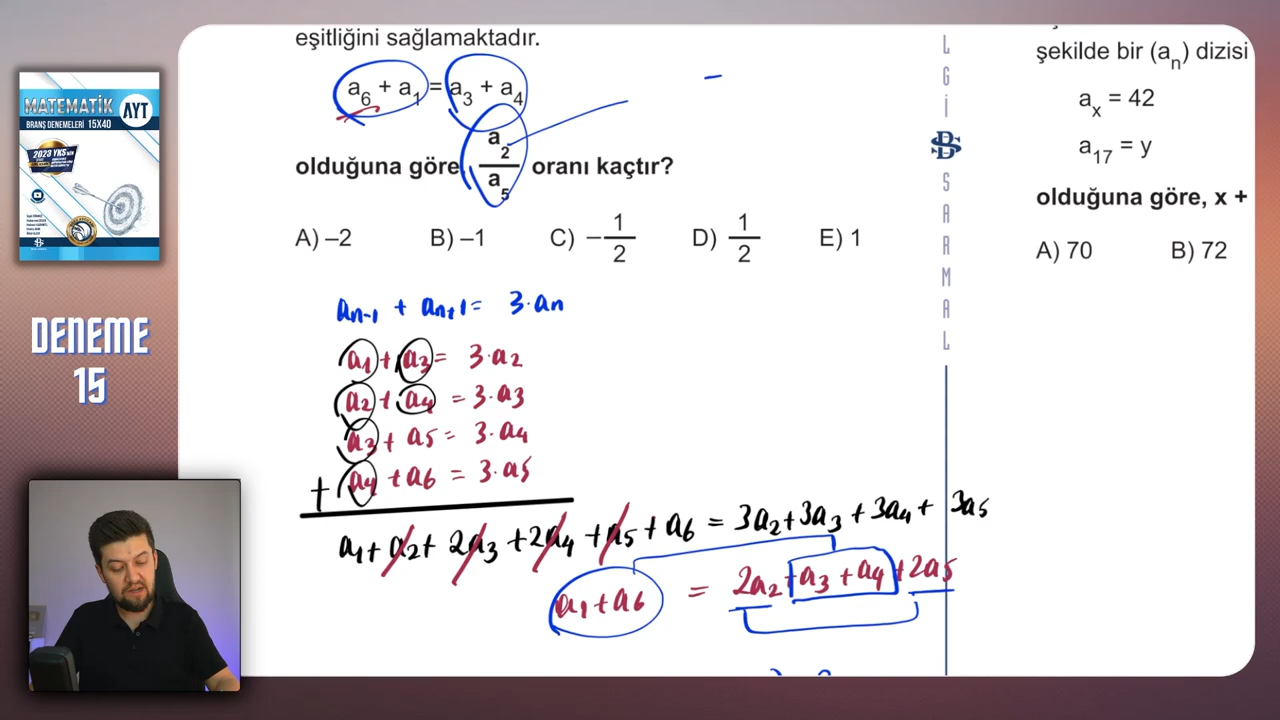 eşitliğini sağlamaktadır.
a6 + a1 = a3 + a4
olduğuna göre, a2/a5 oranı kaçtır?
A) –2 B) –1 C) –1/2 D) 1/2 E) 1
an-1 + an+1 = 3·an
a1 + a3 = 3·a2
a2 + a4 = 3·a3
a3 + a5 = 3·a4
+ a4 + a6 = 3·a5
a1 + a2 + 2a3 + 2a4 + a5 + a6 = 3a2 + 3a3 + 3a4 + 3a5
a1 + a6 = 2a2 + a3 + a4 + 2a5
şekilde bir (an) dizisi
ax = 42
a17 = y
olduğuna göre, x +
A) 70 B) 72
L
G
İ
S
A
R
M
A
L
MATEMATİK AYT
BRANŞ DENEMELERİ 15X40
2023 YKS'NİN
DENEME
15